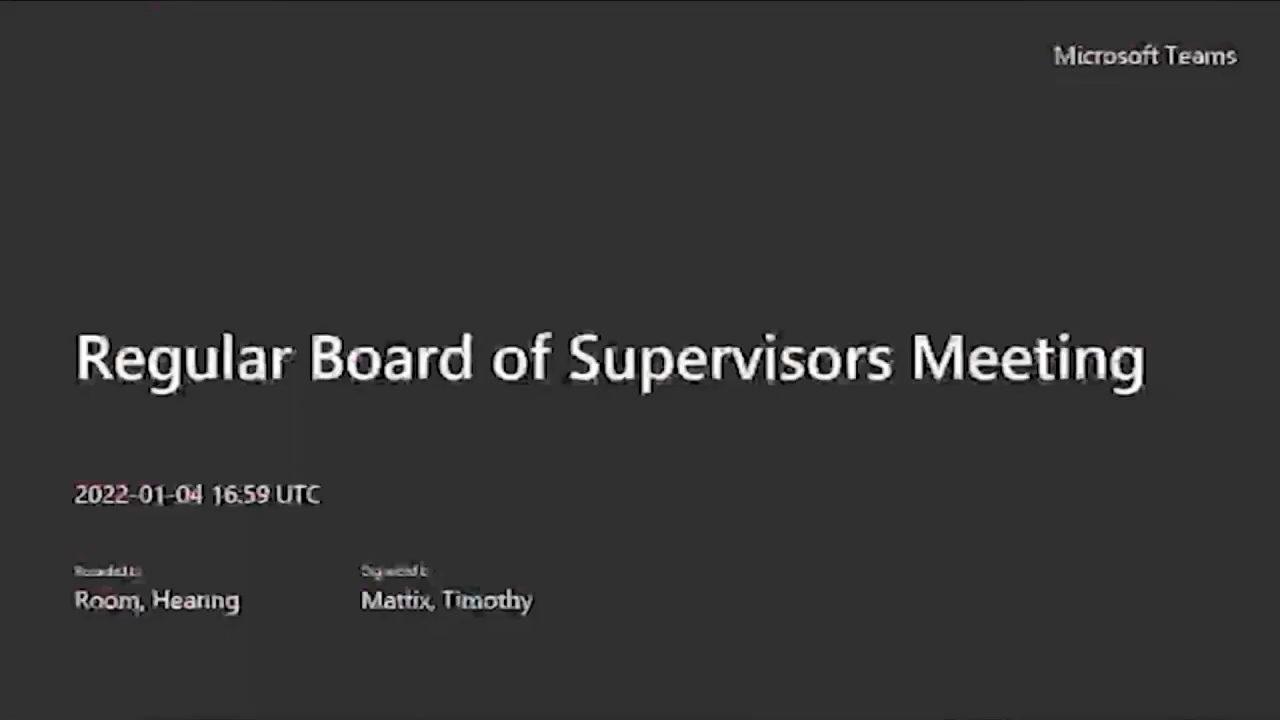 Microsoft Teams
Regular Board of Supervisors Meeting
2022-01-04 16:59 UTC
Room, Hearing
Mattix, Timothy